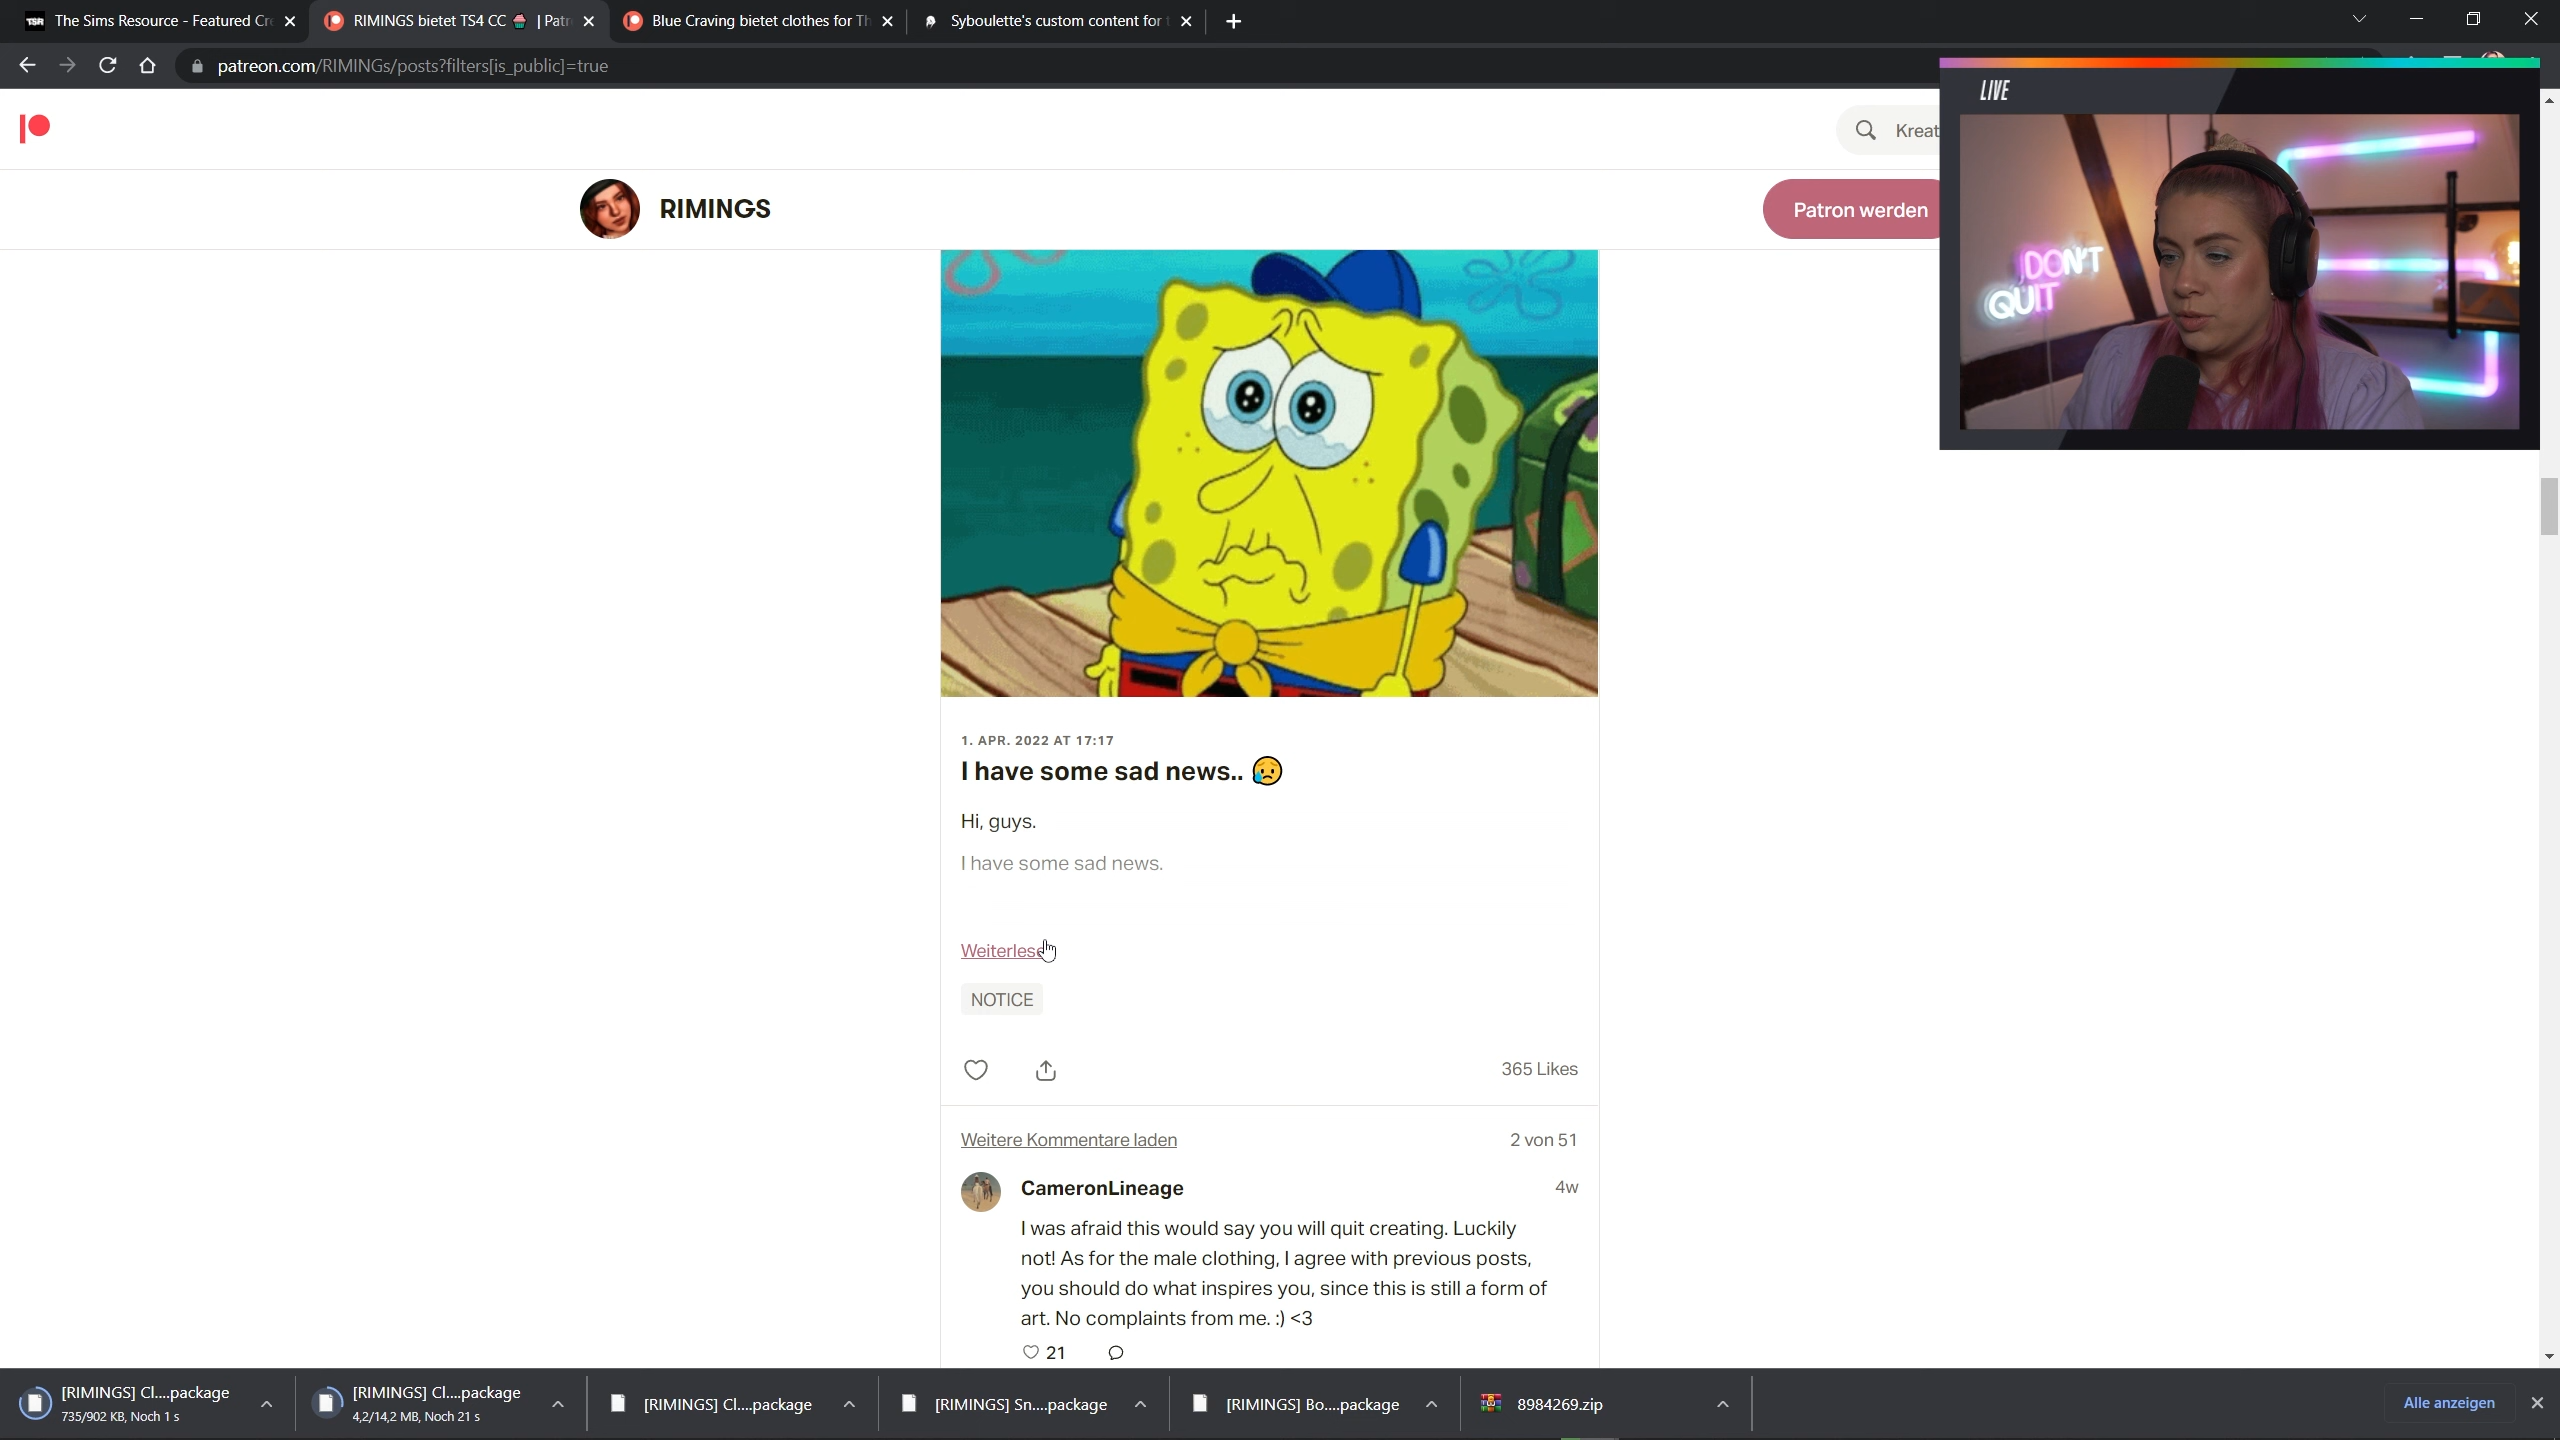 TSR The Sims Resource - Featured Cr
RIMINGS bietet TS4 CC 🧁 | Patr
Blue Craving bietet clothes for Th
Syboulette's custom content for t
patreon.com/RIMINGs/posts?filters[is_public]=true
LIVE
Kreat
RIMINGS
Patron werden
DON'T
QUIT
1. APR. 2022 AT 17:17
I have some sad news.. 😥
Hi, guys.
I have some sad news.
Weiterlese
NOTICE
365 Likes
Weitere Kommentare laden
2 von 51
CameronLineage
4w
I was afraid this would say you will quit creating. Luckily
not! As for the male clothing, I agree with previous posts,
you should do what inspires you, since this is still a form of
art. No complaints from me. :) <3
21
[RIMINGS] Cl....package
735/902 KB, Noch 1 s
[RIMINGS] Cl....package
4,2/14,2 MB, Noch 21 s
[RIMINGS] Cl....package
[RIMINGS] Sn....package
[RIMINGS] Bo....package
8984269.zip
Alle anzeigen